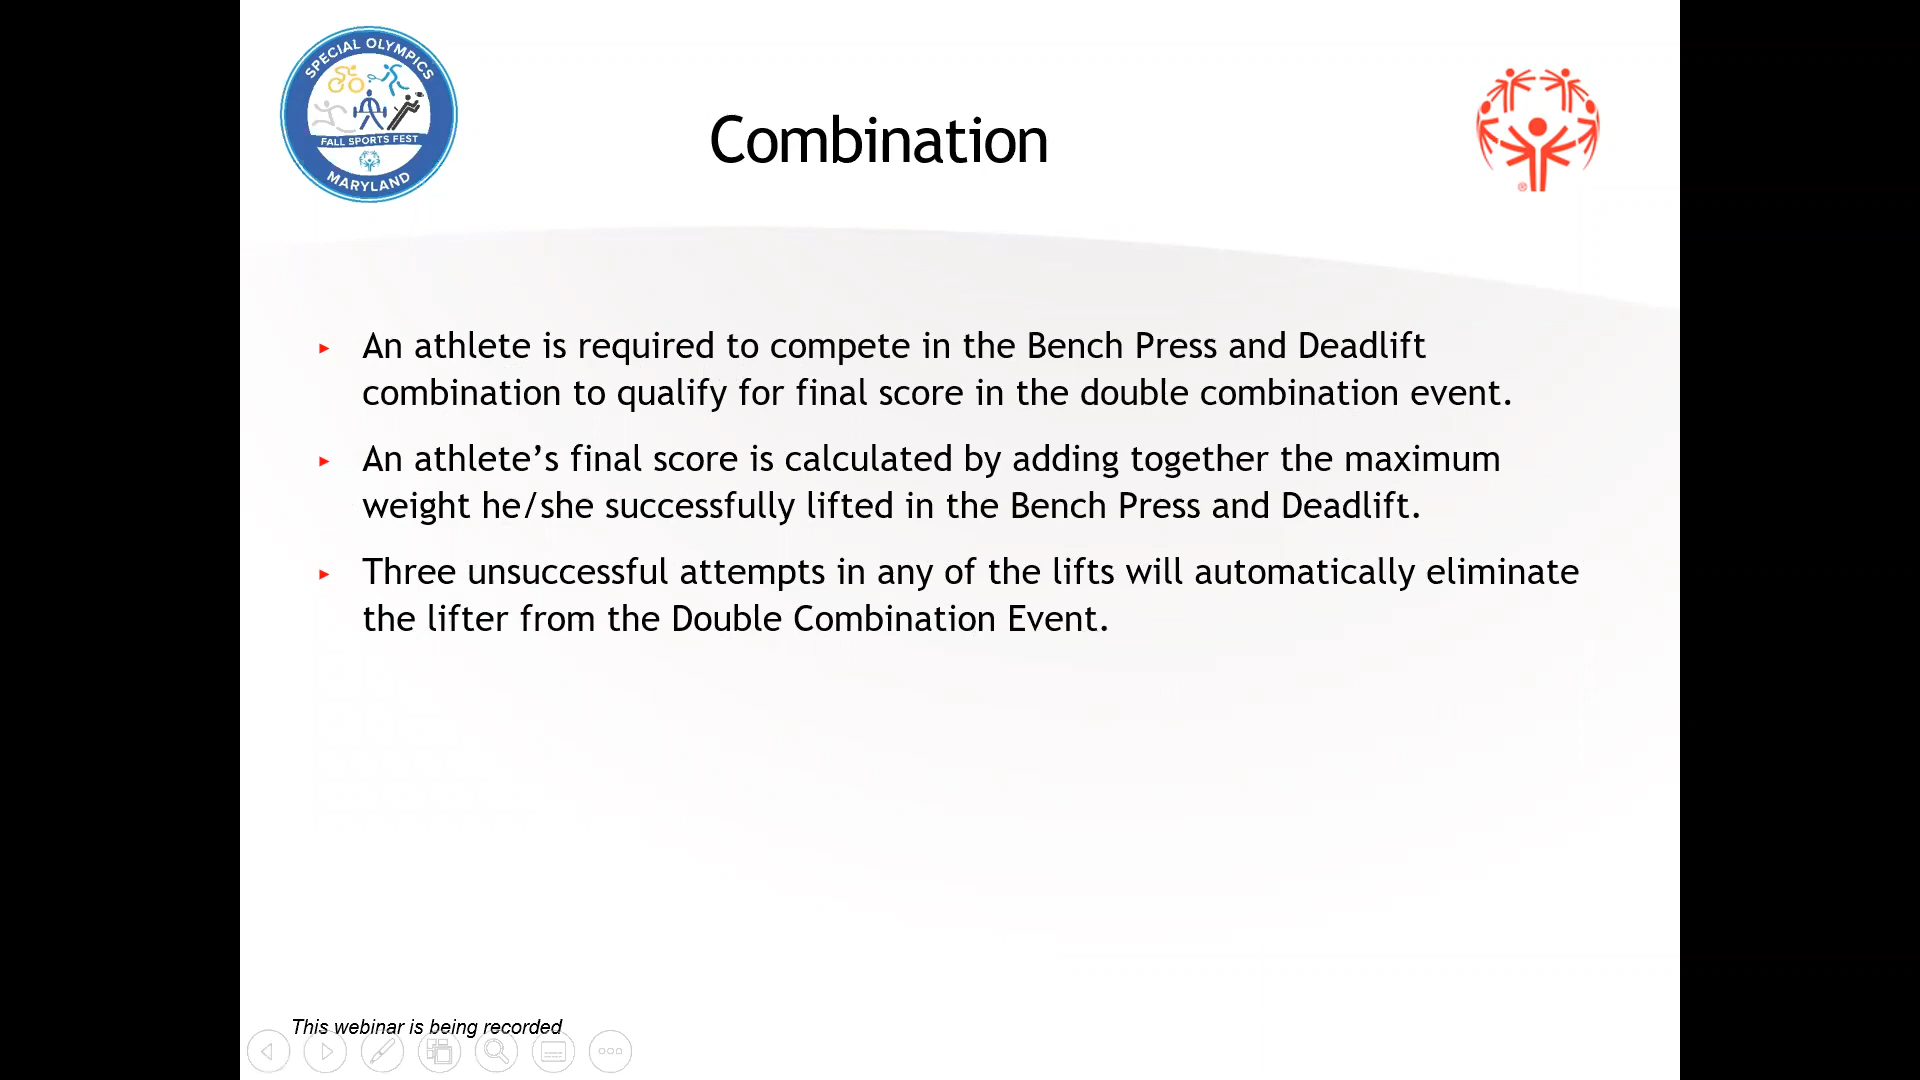 SPECIAL OLYMPICS
FALL SPORTS FEST
MARYLAND
Combination
®
▸ An athlete is required to compete in the Bench Press and Deadlift
combination to qualify for final score in the double combination event.
▸ An athlete’s final score is calculated by adding together the maximum
weight he/she successfully lifted in the Bench Press and Deadlift.
▸ Three unsuccessful attempts in any of the lifts will automatically eliminate
the lifter from the Double Combination Event.
This webinar is being recorded